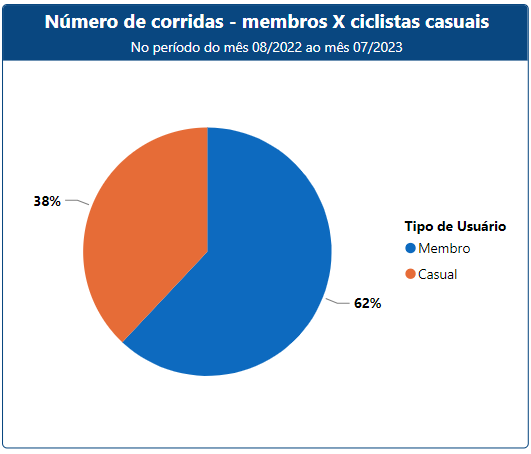 Número de corridas - membros X ciclistas casuais
No período do mês 08/2022 ao mês 07/2023
38%
Tipo de Usuário
Membro
Casual
62%